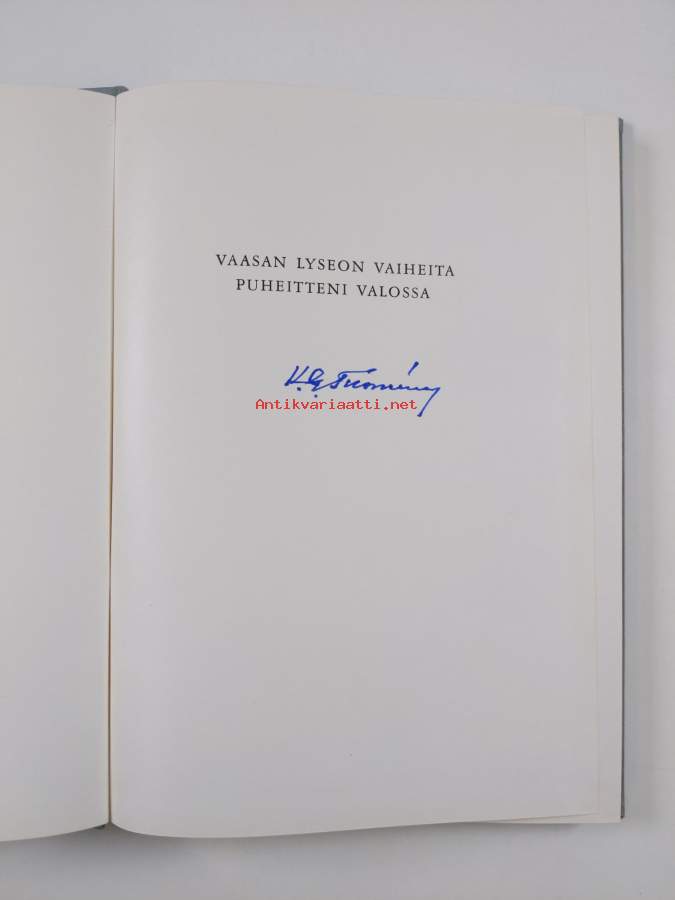 VAASAN LYSEON VAIHEITA
PUHEITTENI VALOSSA
Antikvariaatti.net